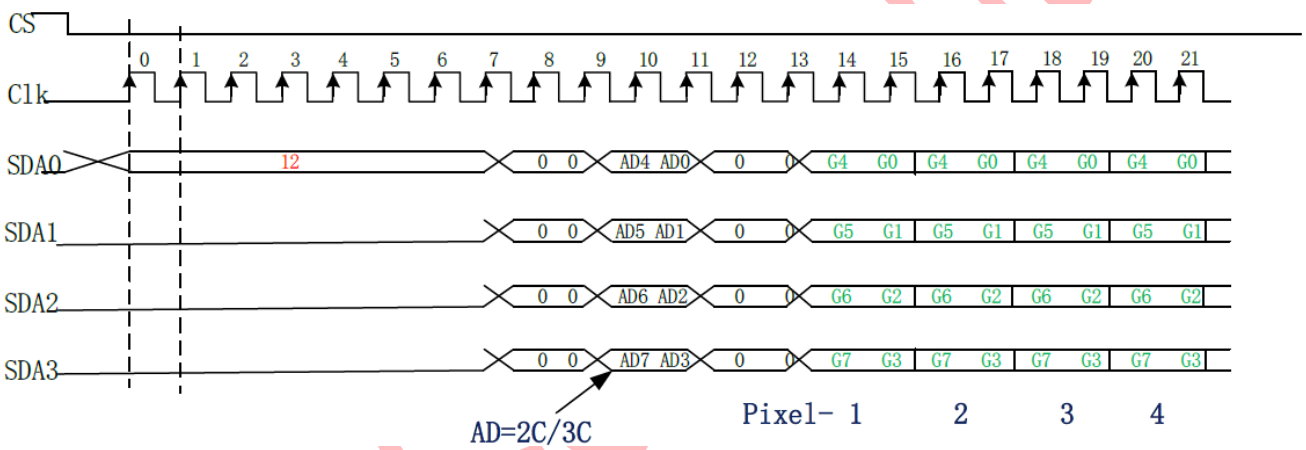 CS
0 1 2 3 4 5 6 7 8 9 10 11 12 13 14 15 16 17 18 19 20 21
Clk
SDA0 12 0 0 AD4 AD0 0 0 G4 G0 G4 G0 G4 G0 G4 G0
SDA1 0 0 AD5 AD1 0 0 G5 G1 G5 G1 G5 G1 G5 G1
SDA2 0 0 AD6 AD2 0 0 G6 G2 G6 G2 G6 G2 G6 G2
SDA3 0 0 AD7 AD3 0 0 G7 G3 G7 G3 G7 G3 G7 G3
Pixel- 1 2 3 4
AD=2C/3C